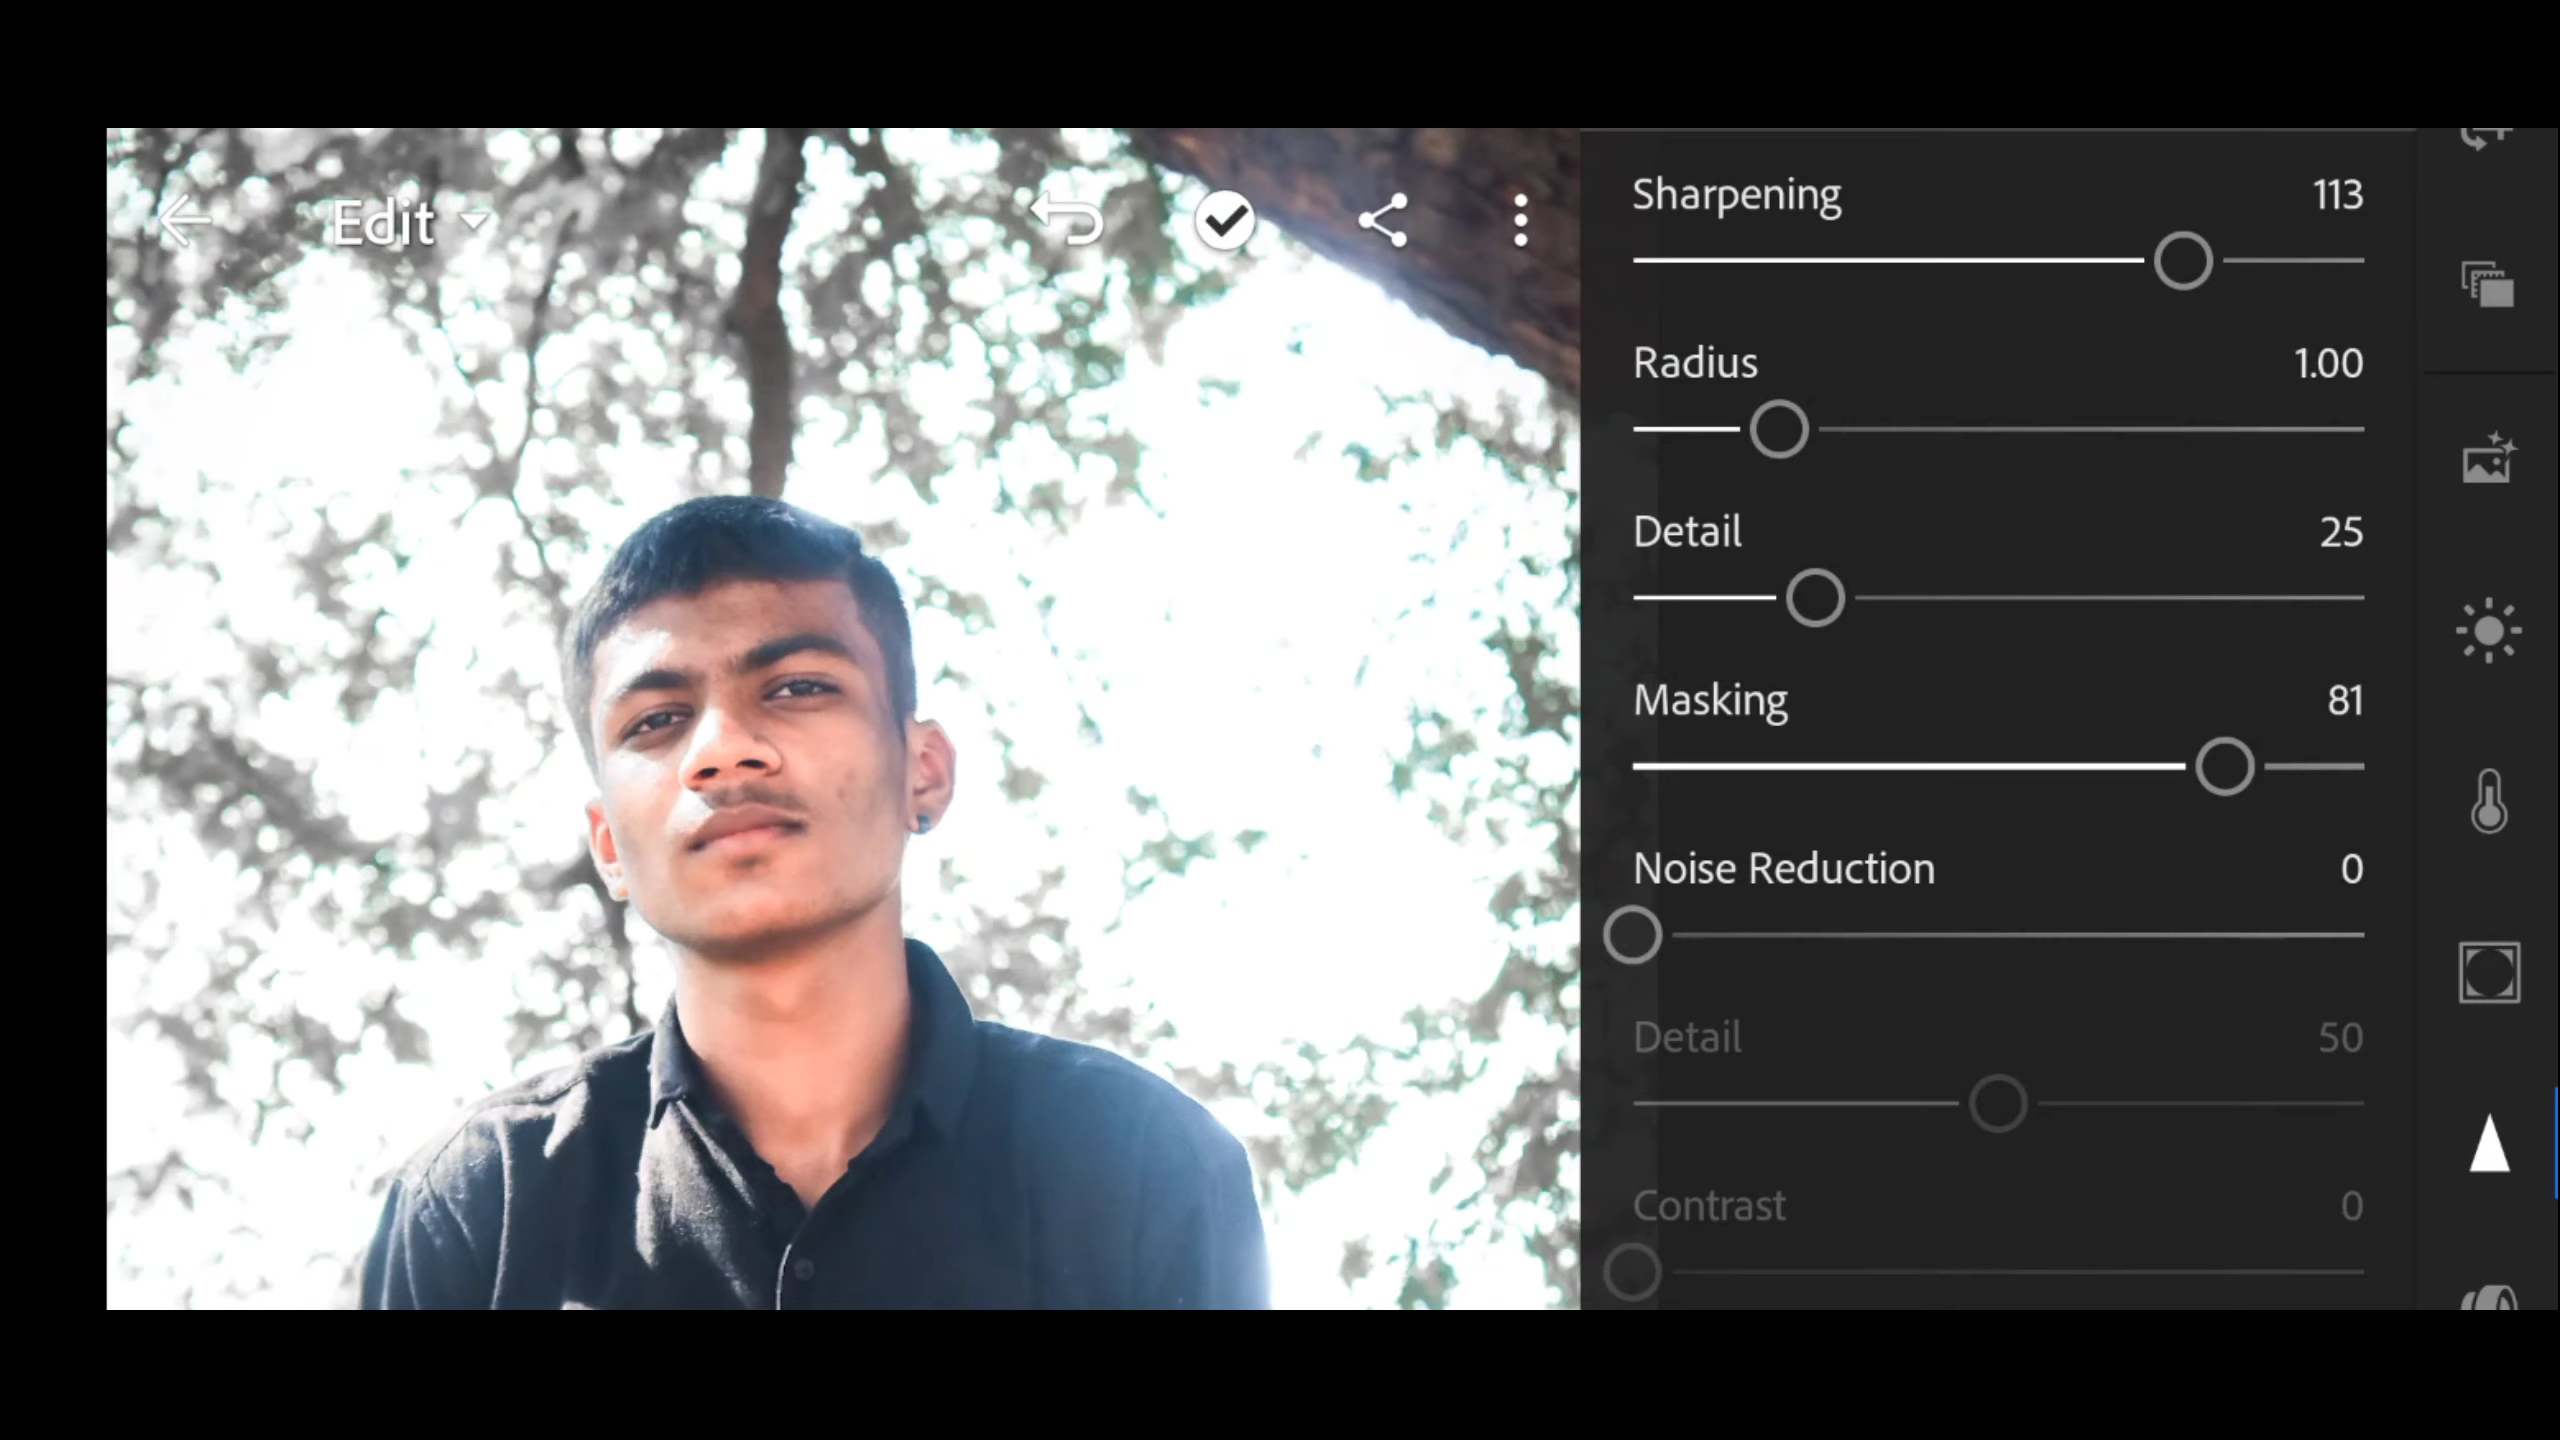 Edit
Sharpening 113
Radius 1.00
Detail 25
Masking 81
Noise Reduction 0
Detail 50
Contrast 0